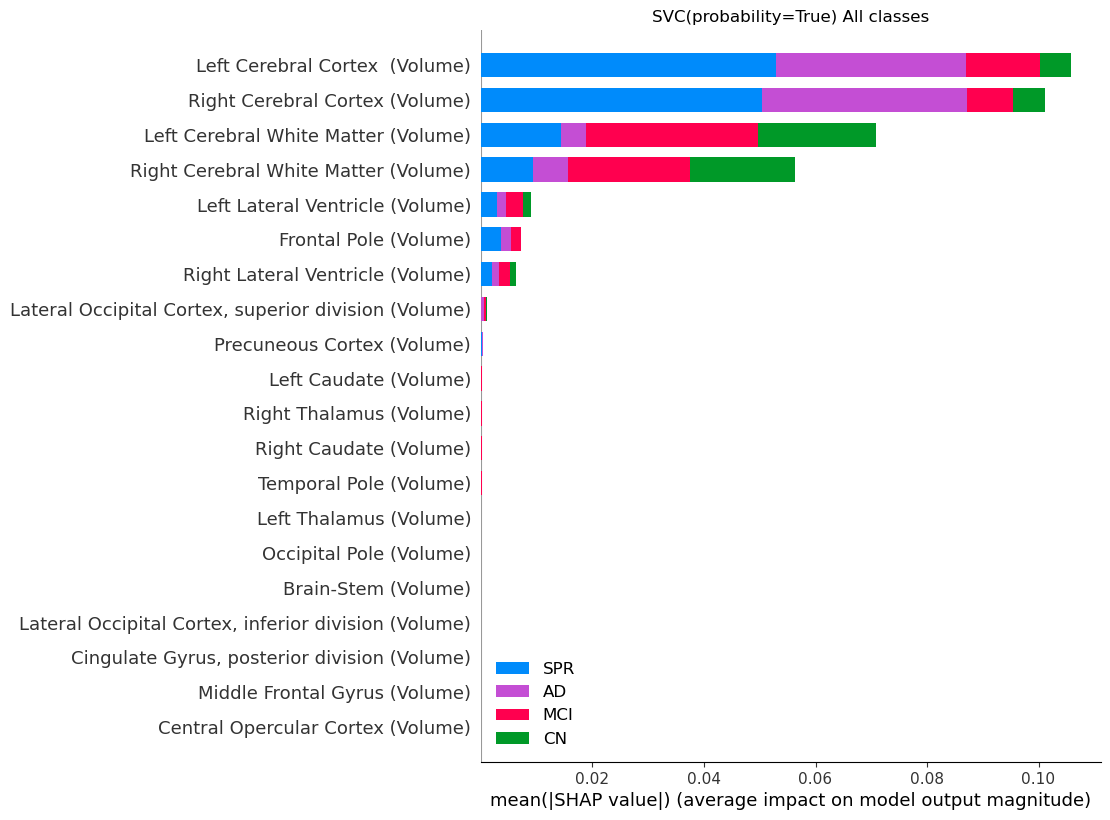 SVC(probability=True) All classes
Left Cerebral Cortex  (Volume)
Right Cerebral Cortex (Volume)
Left Cerebral White Matter (Volume)
Right Cerebral White Matter (Volume)
Left Lateral Ventricle (Volume)
Frontal Pole (Volume)
Right Lateral Ventricle (Volume)
Lateral Occipital Cortex, superior division (Volume)
Precuneous Cortex (Volume)
Left Caudate (Volume)
Right Thalamus (Volume)
Right Caudate (Volume)
Temporal Pole (Volume)
Left Thalamus (Volume)
Occipital Pole (Volume)
Brain-Stem (Volume)
Lateral Occipital Cortex, inferior division (Volume)
Cingulate Gyrus, posterior division (Volume)
Middle Frontal Gyrus (Volume)
Central Opercular Cortex (Volume)
SPR
AD
MCI
CN
0.02 0.04 0.06 0.08 0.10
mean(|SHAP value|) (average impact on model output magnitude)